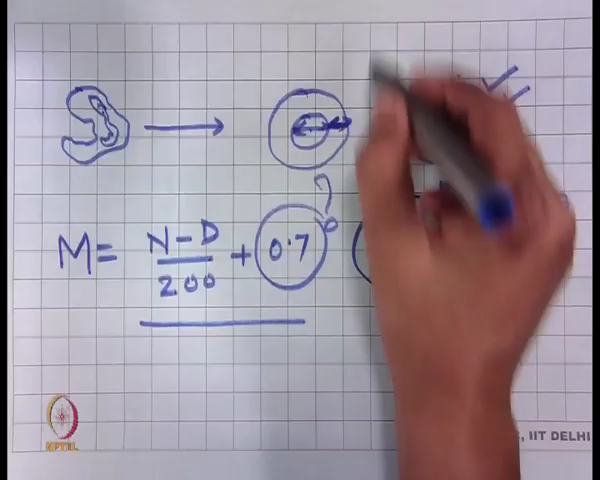 M = N - D / 200 + 0.7 ?
NPTEL
, IIT DELHI